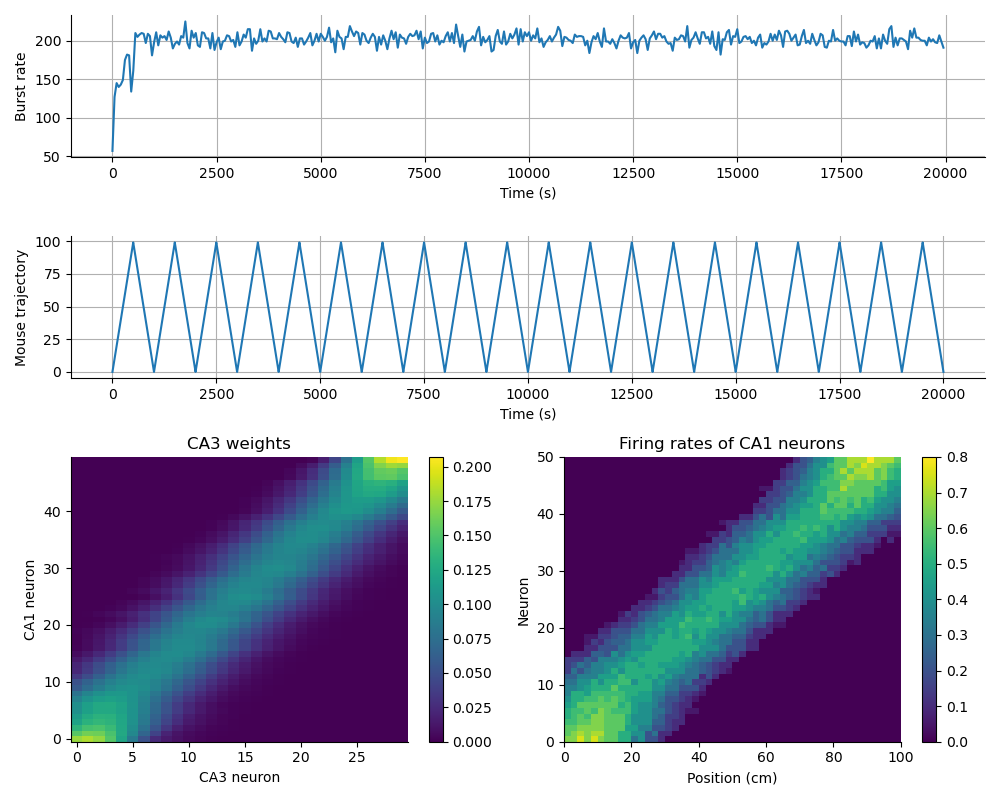 200
150
100
50
Burst rate
0 2500 5000 7500 10000 12500 15000 17500 20000
Time (s)
100
75
50
25
0
Mouse trajectory
0 2500 5000 7500 10000 12500 15000 17500 20000
Time (s)
CA3 weights
40
30
20
10
0
CA1 neuron
0 5 10 15 20 25
CA3 neuron
0.200
0.175
0.150
0.125
0.100
0.075
0.050
0.025
0.000
Firing rates of CA1 neurons
50
40
30
20
10
0
Neuron
0 20 40 60 80 100
Position (cm)
0.8
0.7
0.6
0.5
0.4
0.3
0.2
0.1
0.0